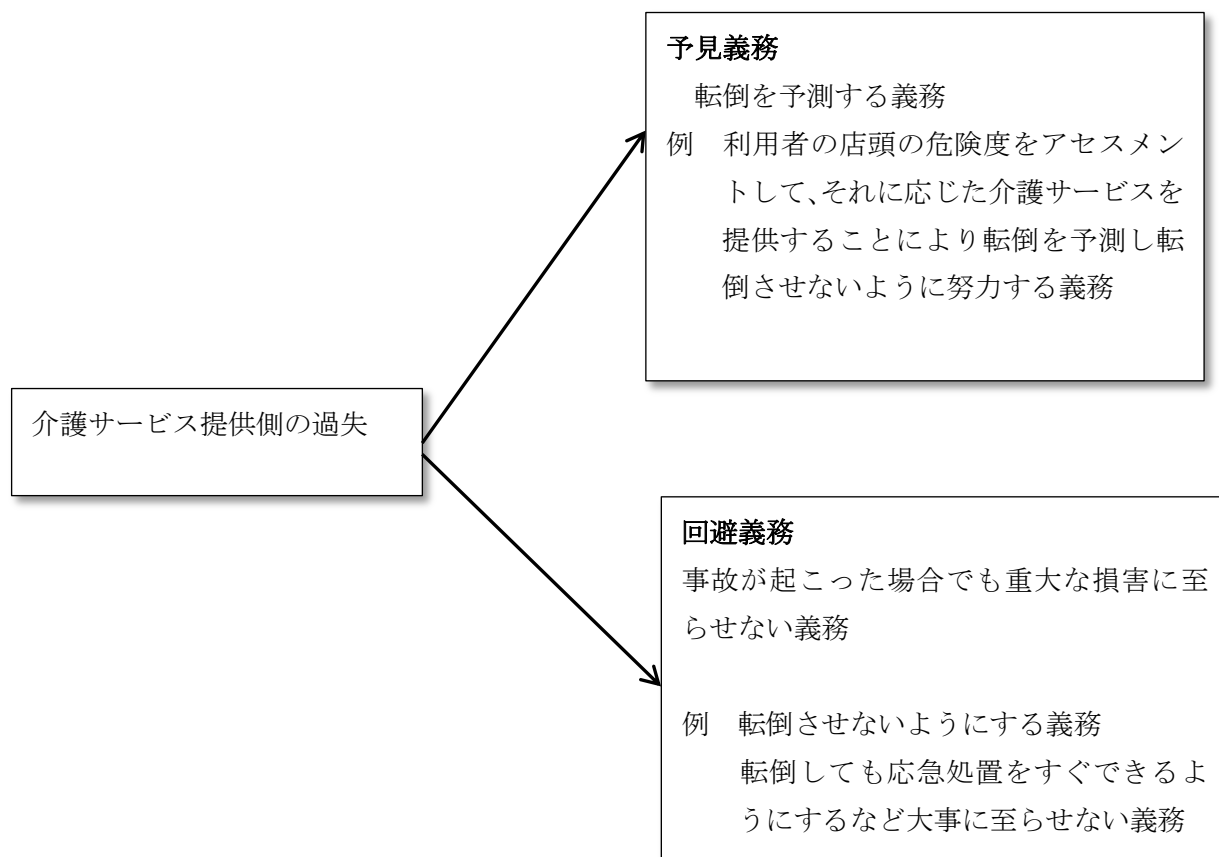 予見義務
転倒を予測する義務
例　利用者の店頭の危険度をアセスメン
トして、それに応じた介護サービスを
提供することにより転倒を予測し転
倒させないように努力する義務
介護サービス提供側の過失
回避義務
事故が起こった場合でも重大な損害に至
らせない義務
例　転倒させないようにする義務
転倒しても応急処置をすぐできるよ
うにするなど大事に至らせない義務